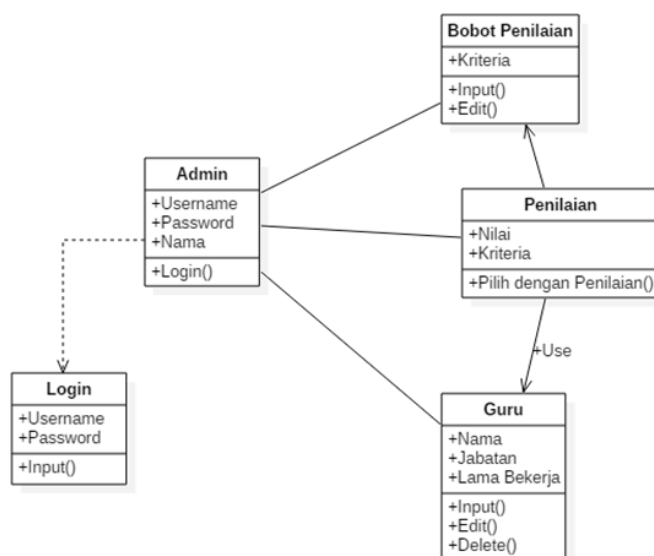 Bobot Penilaian
+Kriteria
+Input()
+Edit()
Admin
+Username
+Password
+Nama
+Login()
Penilaian
+Nilai
+Kriteria
+Pilih dengan Penilaian()
+Use
Login
+Username
+Password
+Input()
Guru
+Nama
+Jabatan
+Lama Bekerja
+Input()
+Edit()
+Delete()